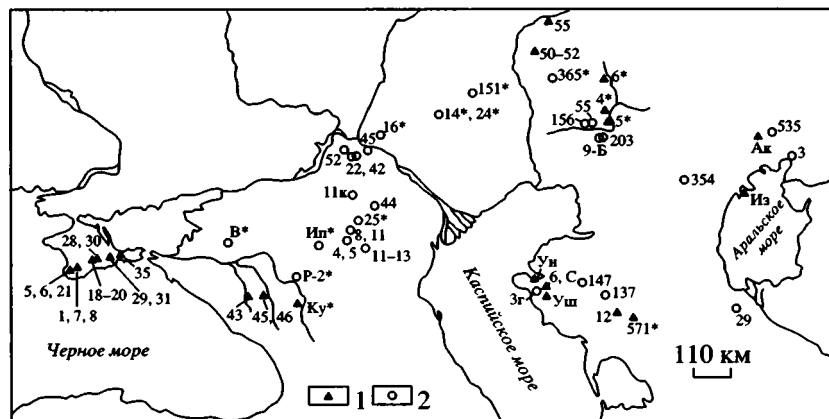 55
50–52
365*
6*
151*
4*
14*, 24*
16*
55
156
5*
45
203
9-Б
535
Ак
3
52
22, 42
354
11к
44
Из
25*
В*
Ип*
8, 11
4, 5
11–13
28, 30
35
5, 6, 21
18–20
29, 31
1, 7, 8
Р-2*
43
45, 46
Ку*
Ун
6, С
147
3г
Уш
137
12
571*
29
Аральское
море
Каспийское море
Черное море
110 км
1
2